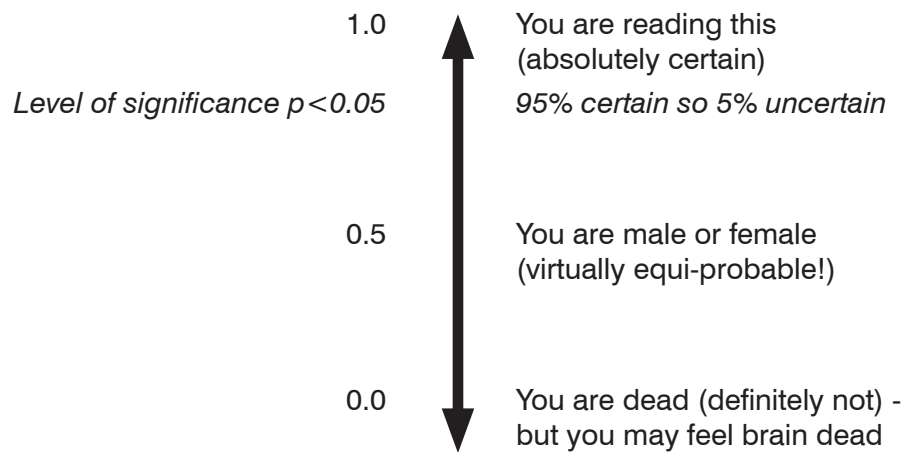 1.0 You are reading this
(absolutely certain)
Level of significance p<0.05 95% certain so 5% uncertain
0.5 You are male or female
(virtually equi-probable!)
0.0 You are dead (definitely not) -
but you may feel brain dead